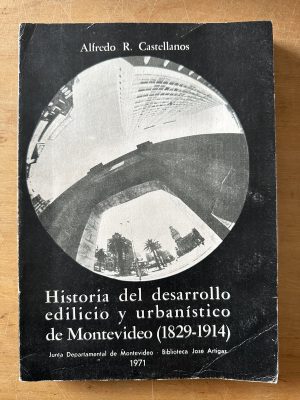 Alfredo R. Castellanos
Historia del desarrollo
edilicio y urbanístico
de Montevideo (1829-1914)
Junta Departamental de Montevideo - Biblioteca José Artigas
1971